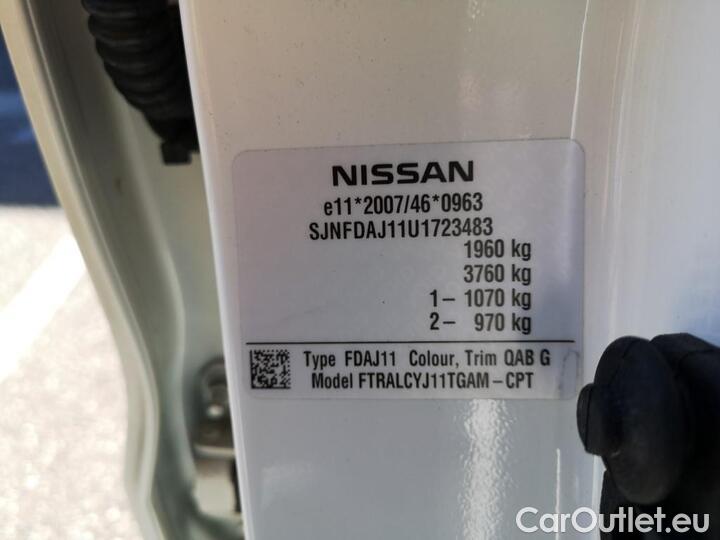 NISSAN
e11*2007/46*0963
SJNFDAJ11U1723483
1960 kg
3760 kg
1– 1070 kg
2– 970 kg
Type FDAJ11 Colour, Trim QAB G
Model FTRALCYJ11TGAM–CPT
CarOutlet.eu